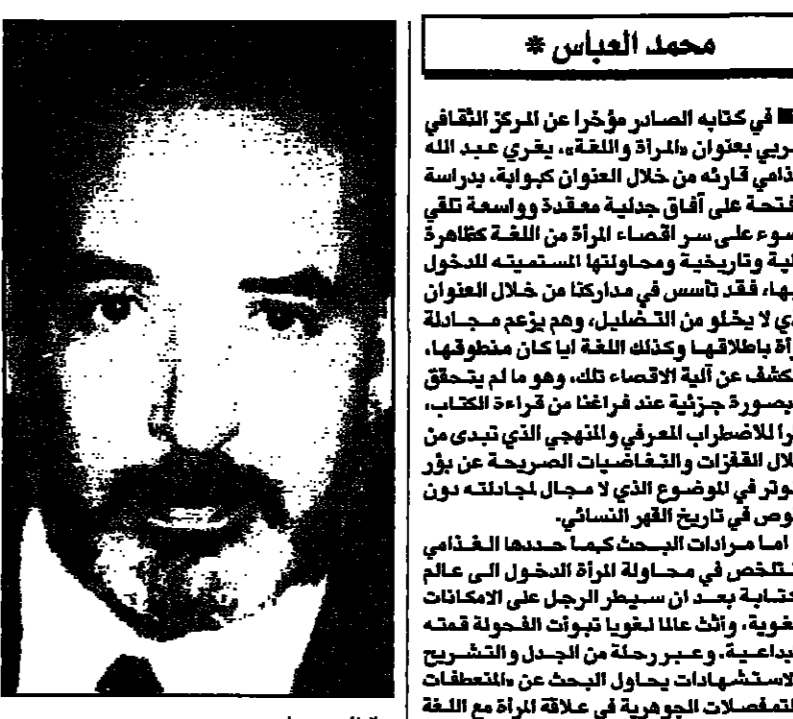 محمد العباس *
■ في كتابه الصادر مؤخرا عن المركز الثقافي
ربي بعنوان «المرأة واللغة»، يغري عبد الله
ذامي قارئه من خلال العنوان كبوابة، بدراسة
فتحة على آفاق جدلية معقدة وواسعة تلقي
ضوء على سر اقصاء المرأة من اللغة كظاهرة
لية وتاريخية ومحاولتها المستميته للدخول
يها، فقد تأسس في مداركنا من خلال العنوان
ذي لا يخلو من التضليل، وهم يزعم مجادلة
رأة باطلاقها وكذلك اللغة ايا كان منطوقها،
كشف عن آلية الاقصاء تلك، وهو ما لم يتحقق
بصورة جزئية عند فراغنا من قراءة الكتاب،
را للاضطراب المعرفي والمنهجي الذي تبدى من
لال القفزات والتغاضيات الصريحة عن بؤر
وتر في الموضوع الذي لا مجال لمجادلته دون
وص في تاريخ القهر النسائي.
اما مرادات البحث كما حددها الغذامي
تتلخص في محاولة المرأة الدخول الى عالم
كتابة بعد ان سيطر الرجل على الامكانات
لغوية، وأثث عالما لغويا تبوأت الفحولة قمته
بداعية. وعبر رحلة من الجدل والتشريح
لاستشهادات يحاول البحث عن «المنعطفات
لتمفصلات الجوهرية في علاقة المرأة مع اللغة